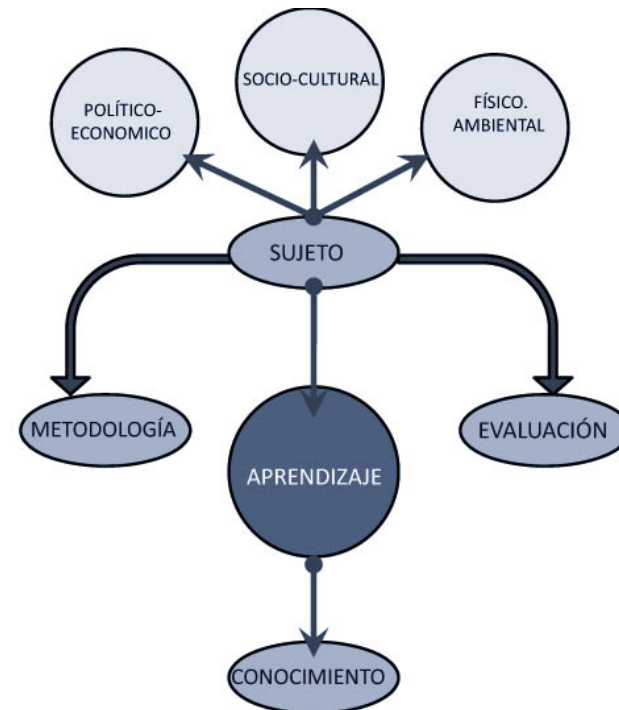 SOCIO-CULTURAL
POLÍTICO-
ECONOMICO
FÍSICO.
AMBIENTAL
SUJETO
METODOLOGÍA
EVALUACIÓN
APRENDIZAJE
CONOCIMIENTO